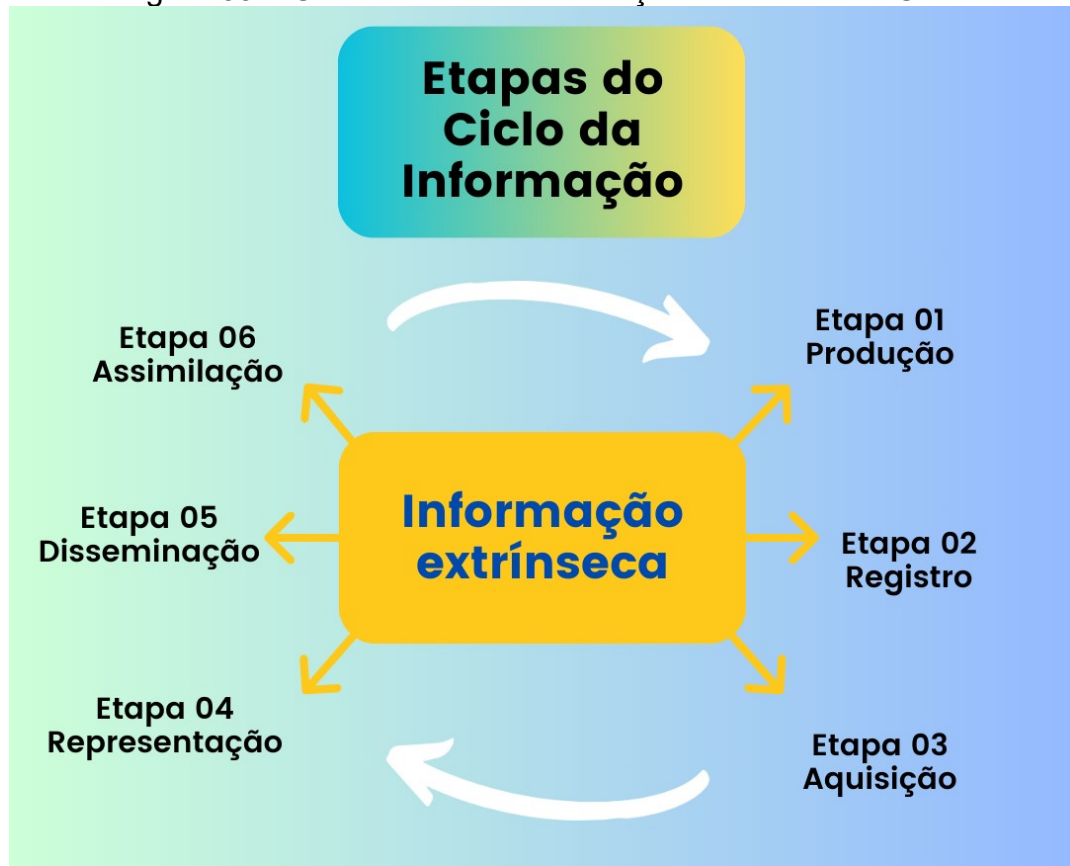 Etapas do
Ciclo da
Informação
Etapa 01
Produção
Etapa 02
Registro
Etapa 03
Aquisição
Etapa 04
Representação
Etapa 05
Disseminação
Etapa 06
Assimilação
Informação
extrínseca